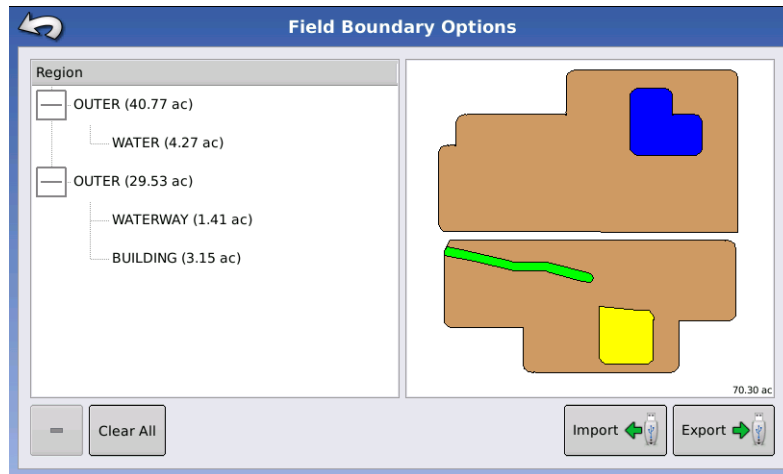 Field Boundary Options
Region
OUTER (40.77 ac)
WATER (4.27 ac)
OUTER (29.53 ac)
WATERWAY (1.41 ac)
BUILDING (3.15 ac)
70.30 ac
Clear All
Import
Export